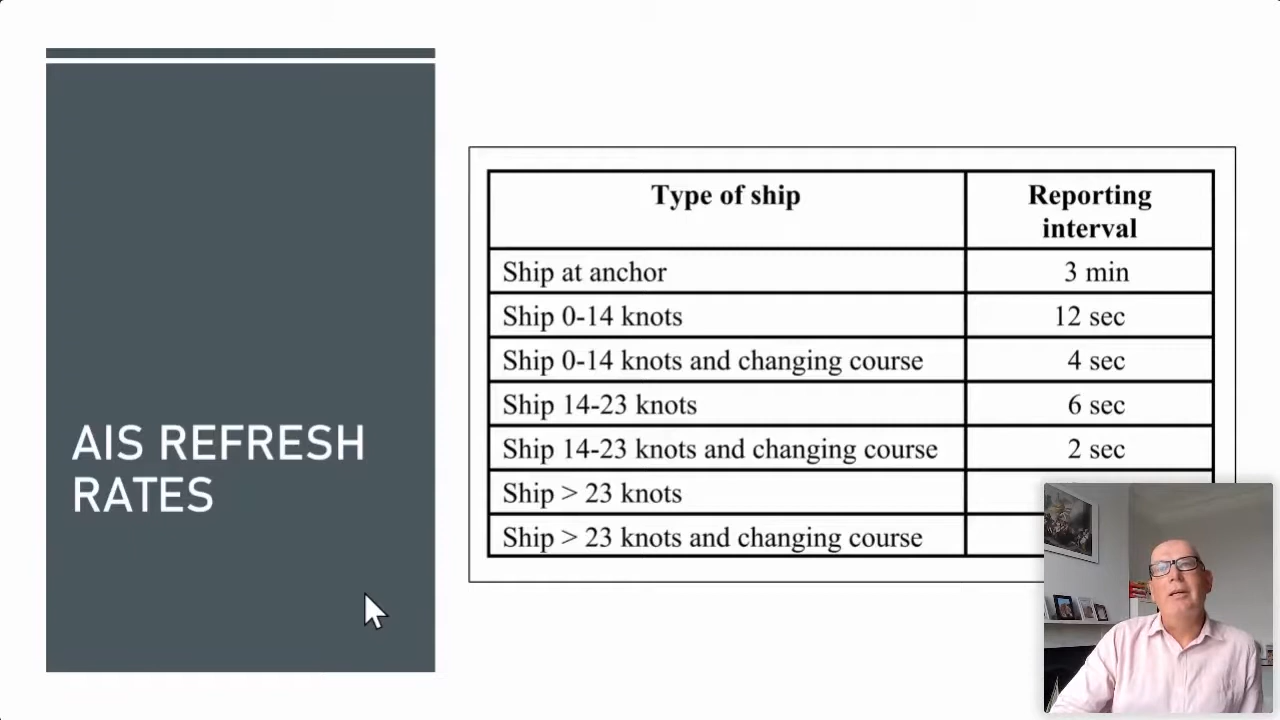 AIS REFRESH
RATES
Type of ship
Reporting
interval
Ship at anchor
3 min
Ship 0-14 knots
12 sec
Ship 0-14 knots and changing course
4 sec
Ship 14-23 knots
6 sec
Ship 14-23 knots and changing course
2 sec
Ship > 23 knots
Ship > 23 knots and changing course